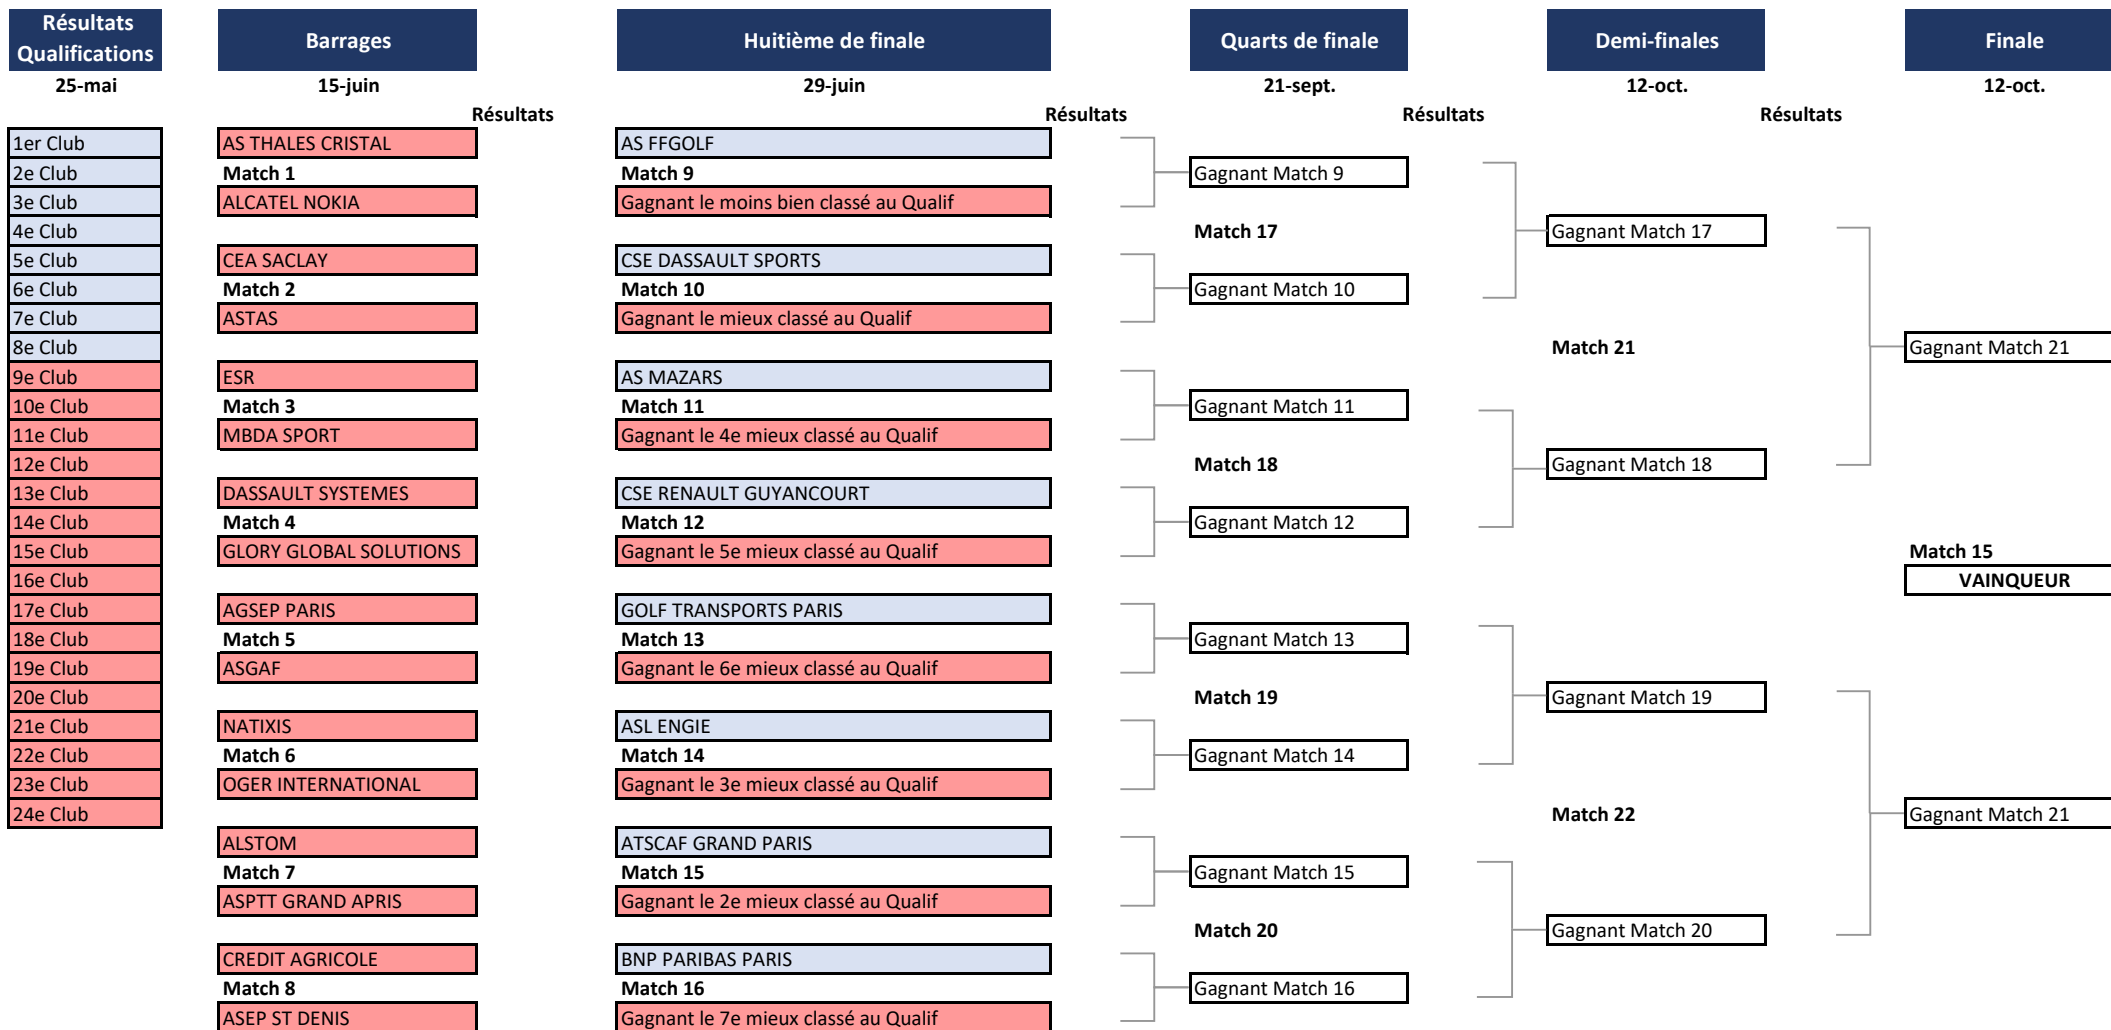 Résultats
Qualifications
Barrages
Huitième de finale
Quarts de finale
Demi-finales
Finale
25-mai
15-juin
29-juin
21-sept.
12-oct.
12-oct.
Résultats
Résultats
Résultats
Résultats
1er Club
2e Club
3e Club
4e Club
5e Club
6e Club
7e Club
8e Club
9e Club
10e Club
11e Club
12e Club
13e Club
14e Club
15e Club
16e Club
17e Club
18e Club
19e Club
20e Club
21e Club
22e Club
23e Club
24e Club
AS THALES CRISTAL
Match 1
ALCATEL NOKIA
CEA SACLAY
Match 2
ASTAS
ESR
Match 3
MBDA SPORT
DASSAULT SYSTEMES
Match 4
GLORY GLOBAL SOLUTIONS
AGSEP PARIS
Match 5
ASGAF
NATIXIS
Match 6
OGER INTERNATIONAL
ALSTOM
Match 7
ASPTT GRAND APRIS
CREDIT AGRICOLE
Match 8
ASEP ST DENIS
AS FFGOLF
Match 9
Gagnant le moins bien classé au Qualif
CSE DASSAULT SPORTS
Match 10
Gagnant le mieux classé au Qualif
AS MAZARS
Match 11
Gagnant le 4e mieux classé au Qualif
CSE RENAULT GUYANCOURT
Match 12
Gagnant le 5e mieux classé au Qualif
GOLF TRANSPORTS PARIS
Match 13
Gagnant le 6e mieux classé au Qualif
ASL ENGIE
Match 14
Gagnant le 3e mieux classé au Qualif
ATSCAF GRAND PARIS
Match 15
Gagnant le 2e mieux classé au Qualif
BNP PARIBAS PARIS
Match 16
Gagnant le 7e mieux classé au Qualif
Gagnant Match 9
Match 17
Gagnant Match 10
Gagnant Match 11
Match 18
Gagnant Match 12
Gagnant Match 13
Match 19
Gagnant Match 14
Gagnant Match 15
Match 20
Gagnant Match 16
Gagnant Match 17
Match 21
Gagnant Match 18
Gagnant Match 19
Match 22
Gagnant Match 20
Gagnant Match 21
Match 15
VAINQUEUR
Gagnant Match 21